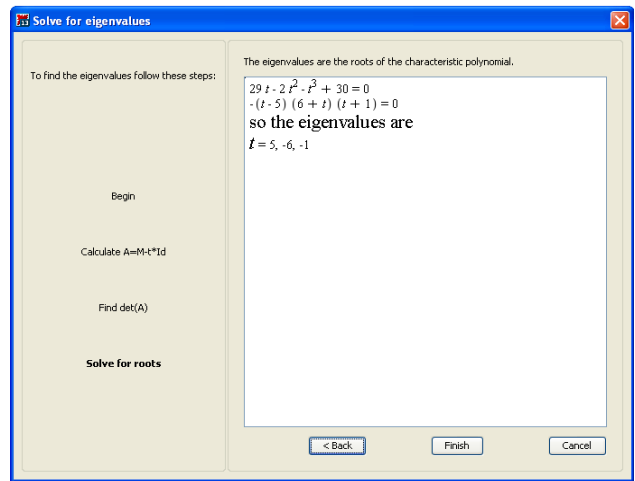 Solve for eigenvalues
To find the eigenvalues follow these steps:
Begin
Calculate A=M-t*Id
Find det(A)
Solve for roots
The eigenvalues are the roots of the characteristic polynomial.
29 t - 2 t² - t³ + 30 = 0
-(t - 5) (6 + t) (t + 1) = 0
so the eigenvalues are
t = 5, -6, -1
< Back
Finish
Cancel